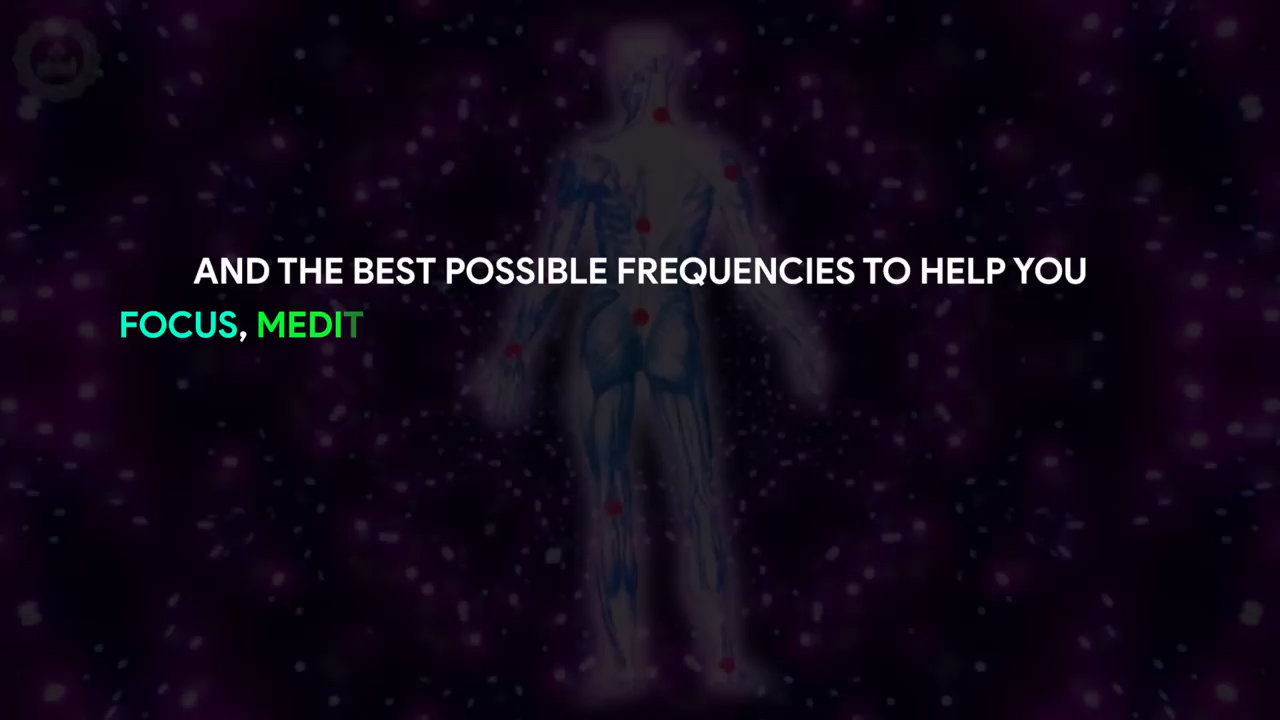 AND THE BEST POSSIBLE FREQUENCIES TO HELP YOU
FOCUS, MEDIT